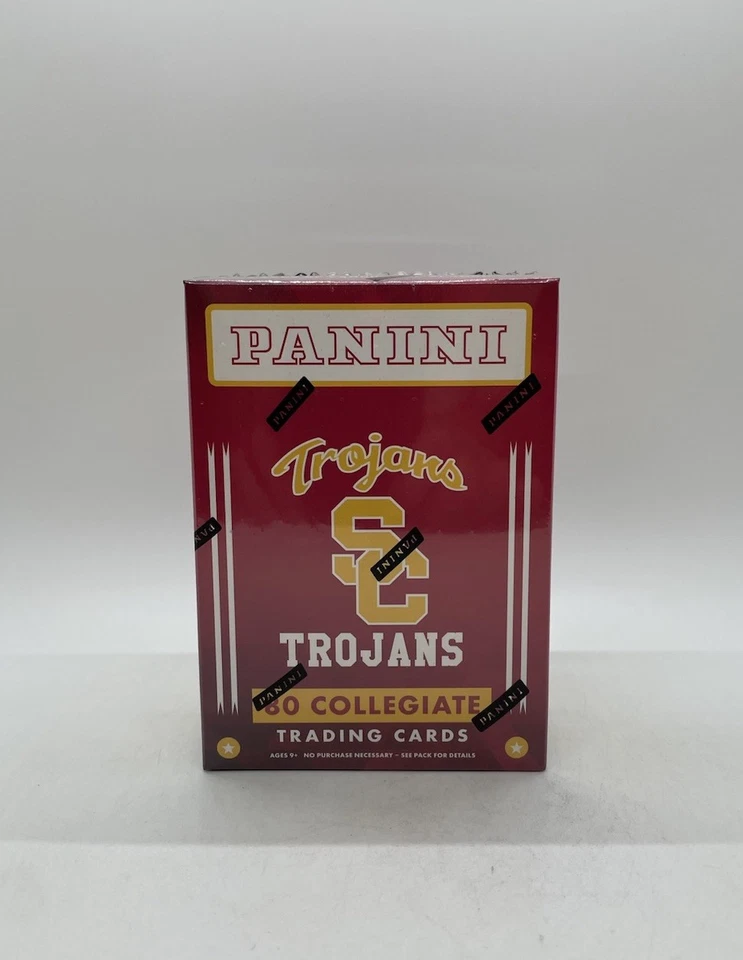 PANINI
PANINI
PANINI
Trojans
SC
PANINI
PANINI
TROJANS
PANINI
80 COLLEGIATE
PANINI
TRADING CARDS
AGES 9+ NO PURCHASE NECESSARY – SEE PACK FOR DETAILS